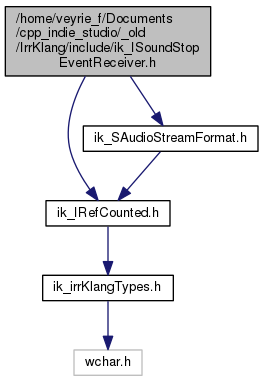 /home/veyrie_f/Documents
/cpp_indie_studio/_old
/IrrKlang/include/ik_ISoundStop
EventReceiver.h
ik_SAudioStreamFormat.h
ik_IRefCounted.h
ik_irrKlangTypes.h
wchar.h